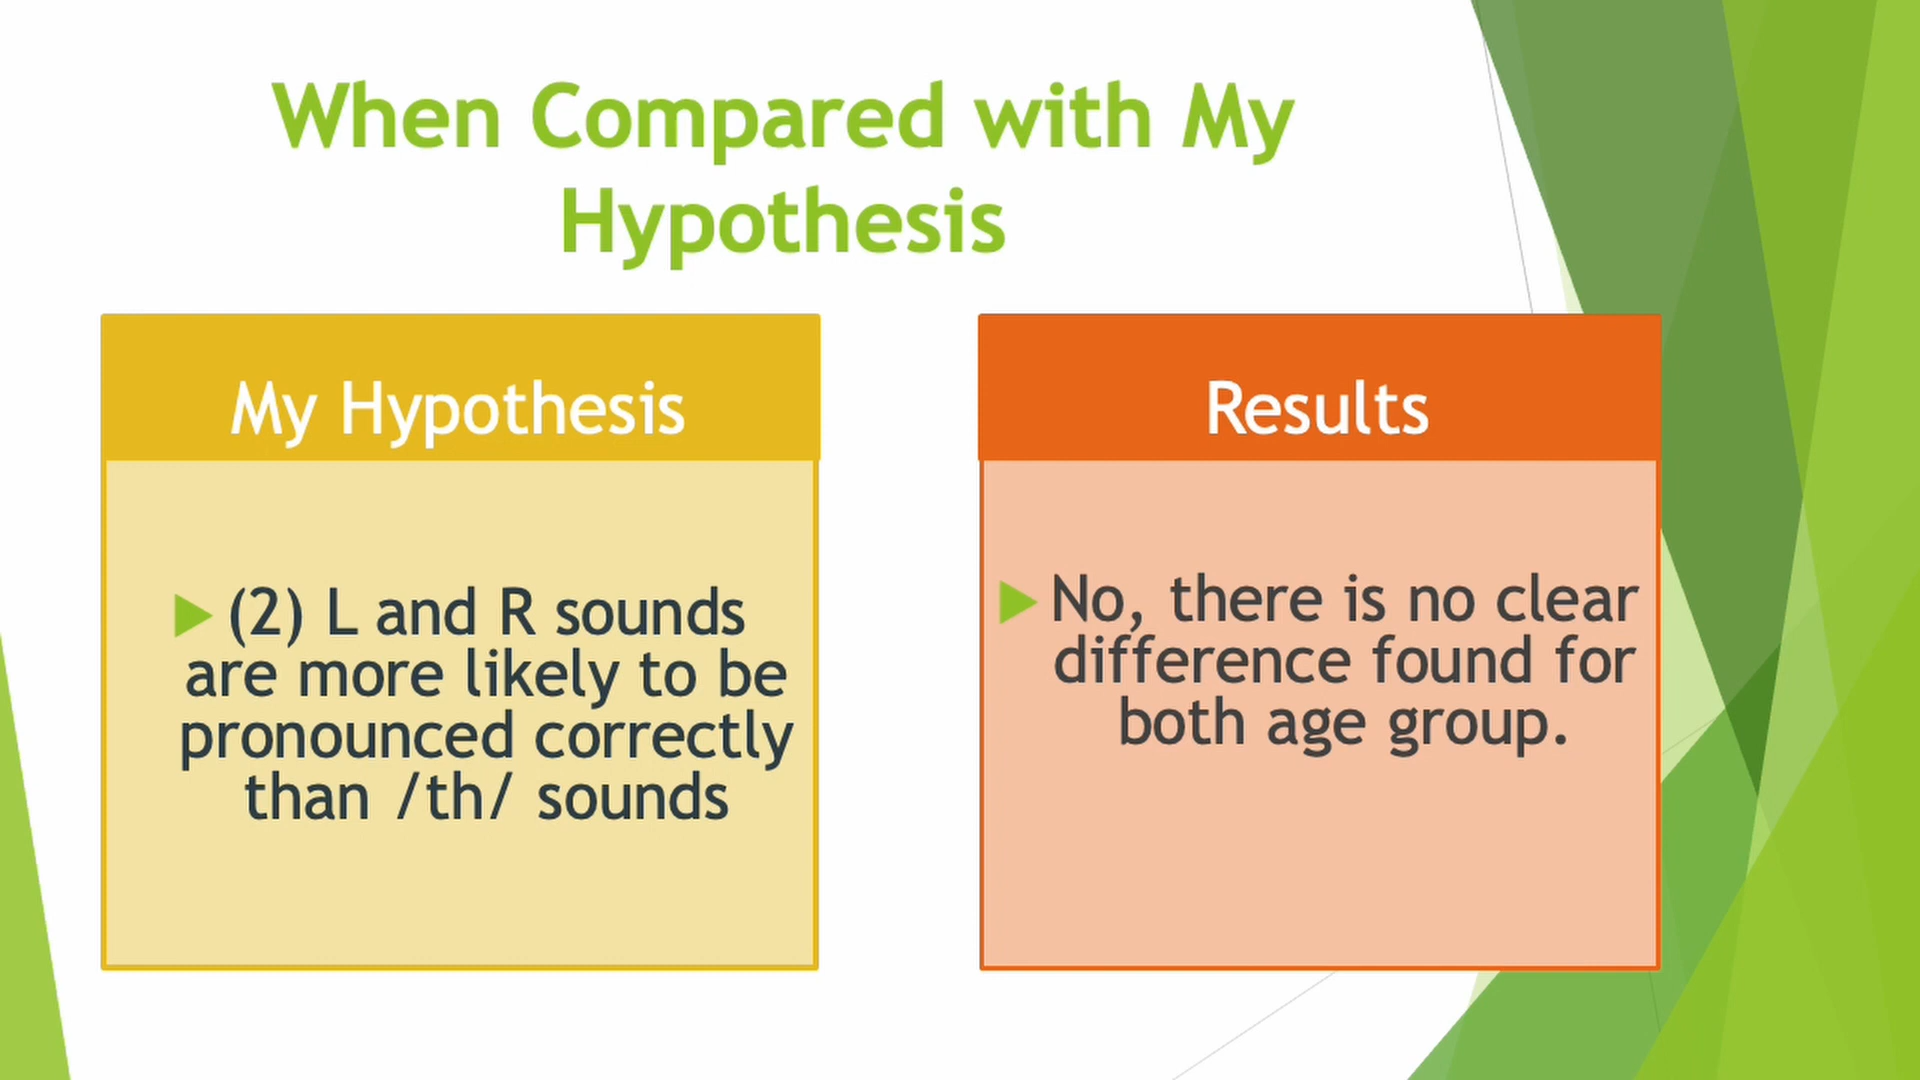 When Compared with My
Hypothesis
My Hypothesis
(2) L and R sounds
are more likely to be
pronounced correctly
than /th/ sounds
Results
No, there is no clear
difference found for
both age group.